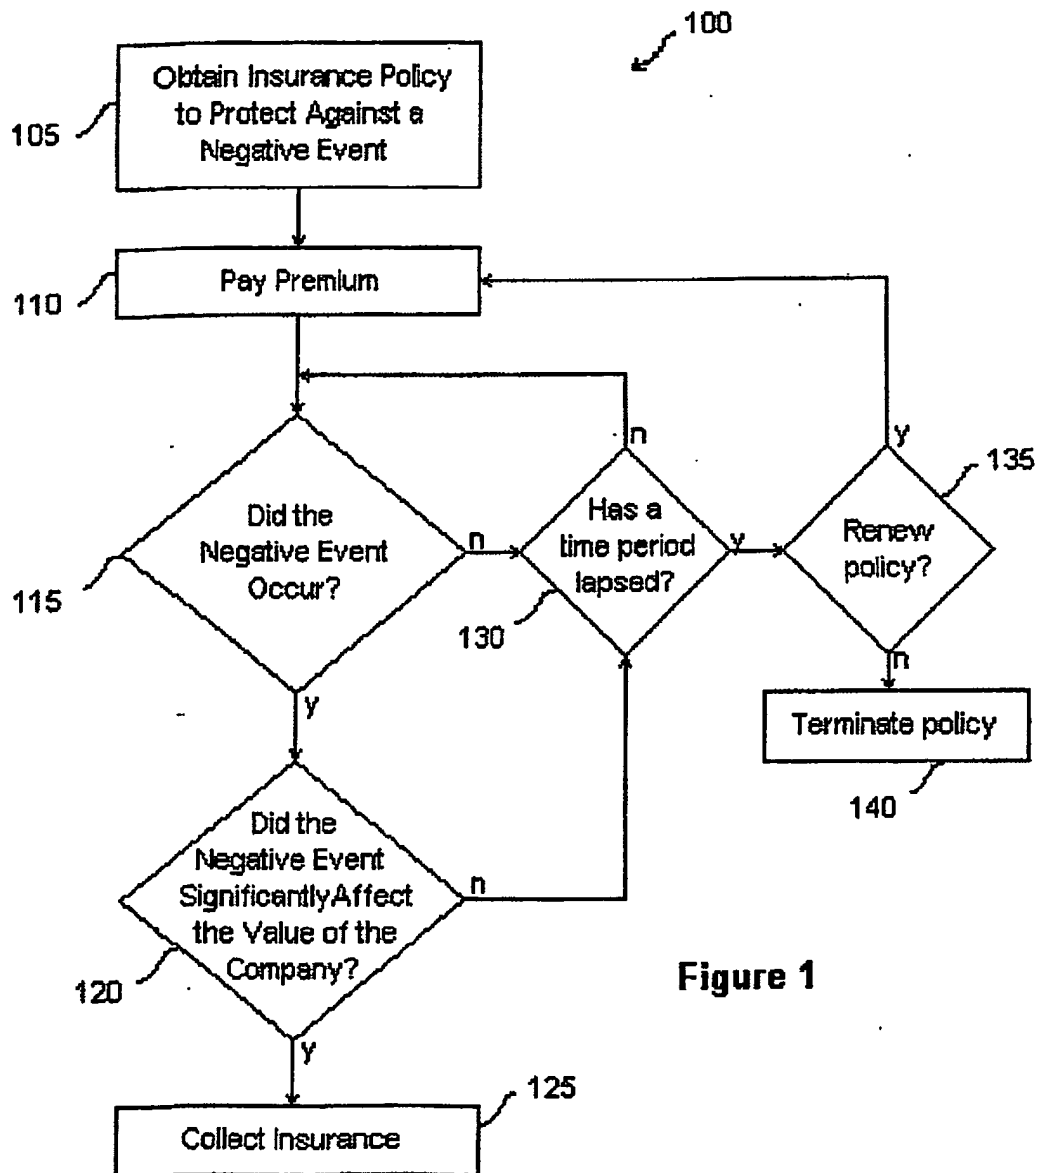 100
Obtain Insurance Policy
to Protect Against a
Negative Event
105
Pay Premium
110
n
y
135
Did the
Negative Event
Occur?
n
115
Has a
time period
lapsed?
y
130
Renew
policy?
n
y
Terminate policy
140
Did the
Negative Event
Significantly Affect
the Value of the
Company?
n
120
Figure 1
y
125
Collect Insurance